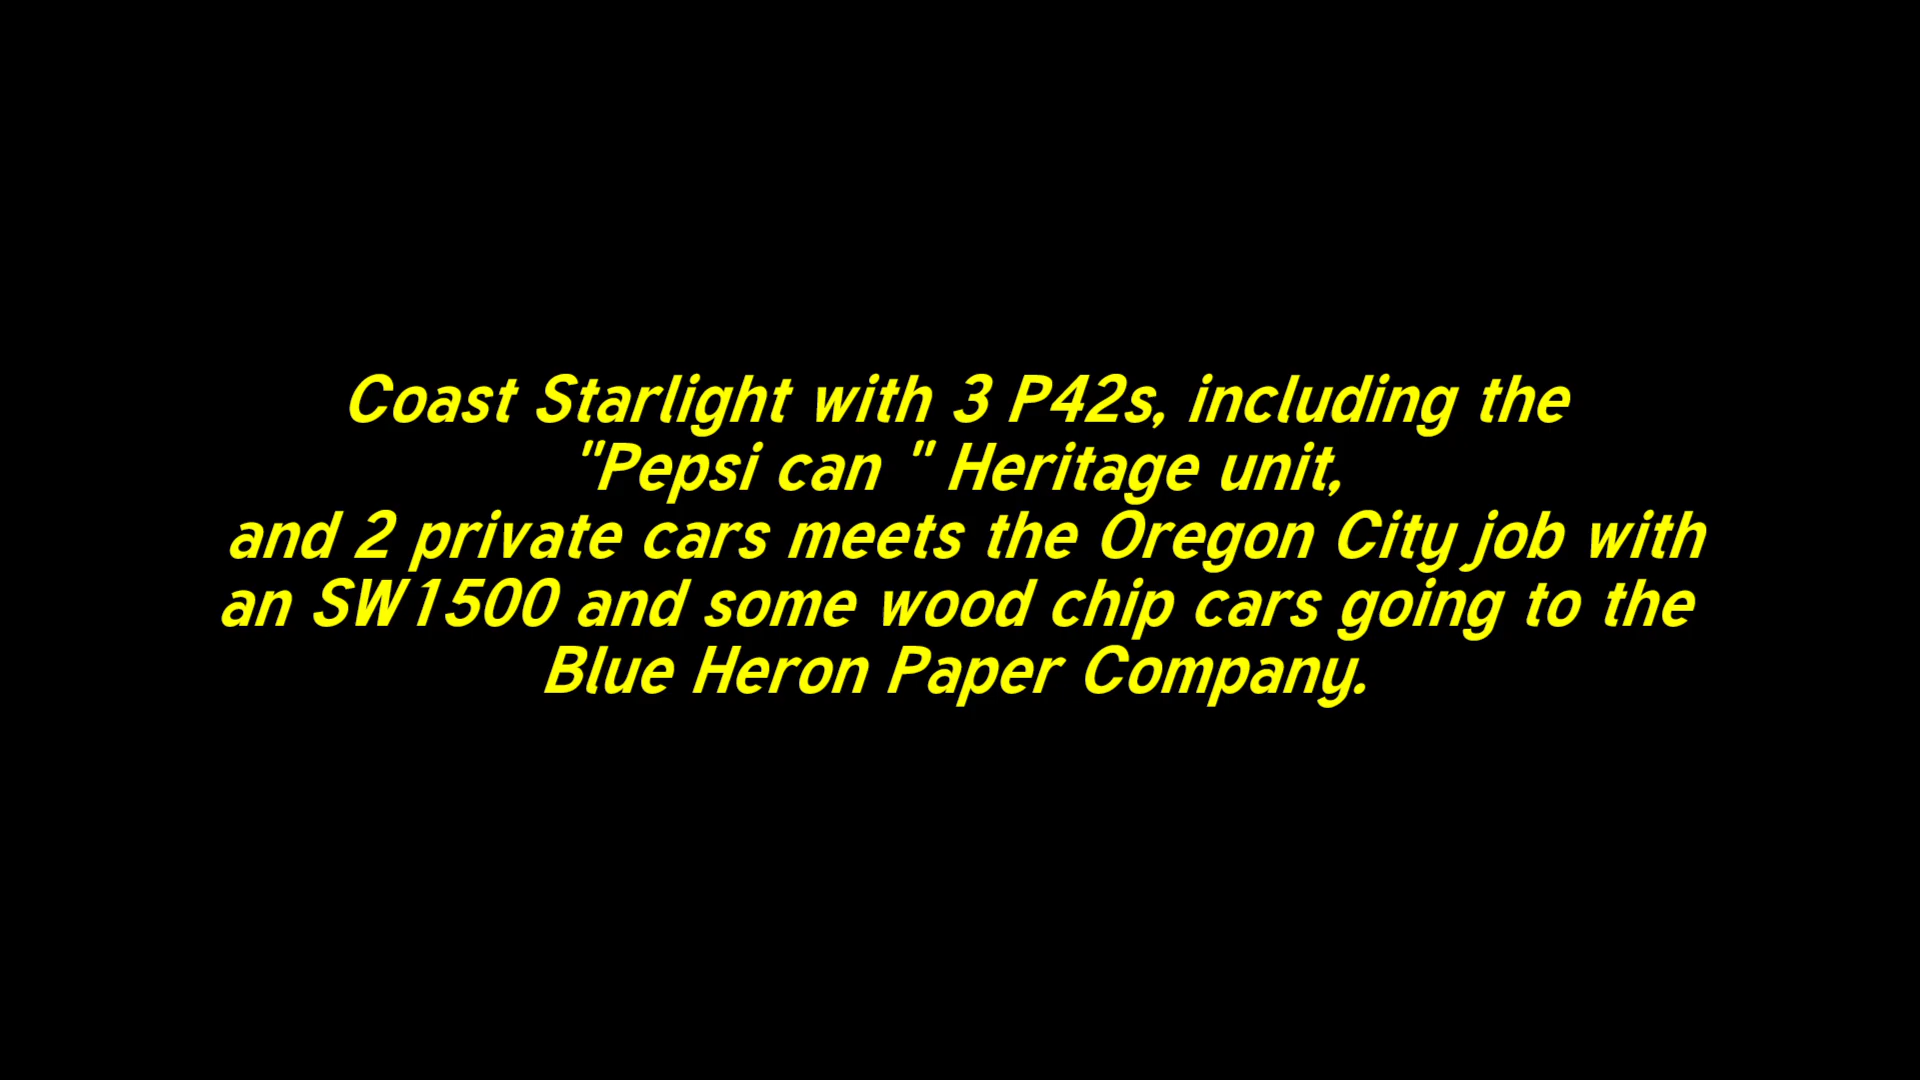 Coast Starlight with 3 P42s, including the
"Pepsi can " Heritage unit,
and 2 private cars meets the Oregon City job with
an SW1500 and some wood chip cars going to the
Blue Heron Paper Company.